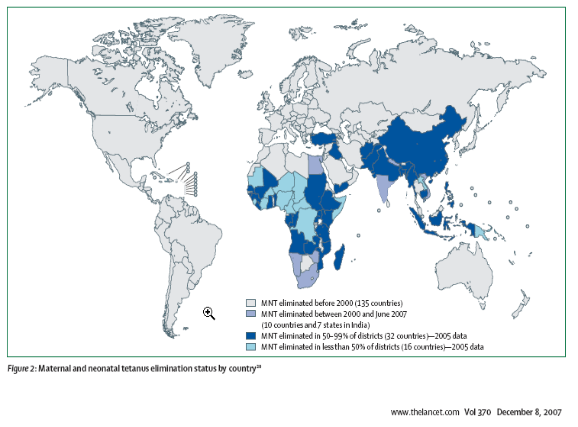 MNT eliminated before 2000 (135 countries)
MNT eliminated between 2000 and June 2007
(10 countries and 7 states in India)
MNT eliminated in 50–99% of districts (32 countries)—2005 data
MNT eliminated in lessthan 50% of districts (16 countries)—2005 data
Figure 2: Maternal and neonatal tetanus elimination status by country
www.thelancet.com Vol 370 December 8, 2007